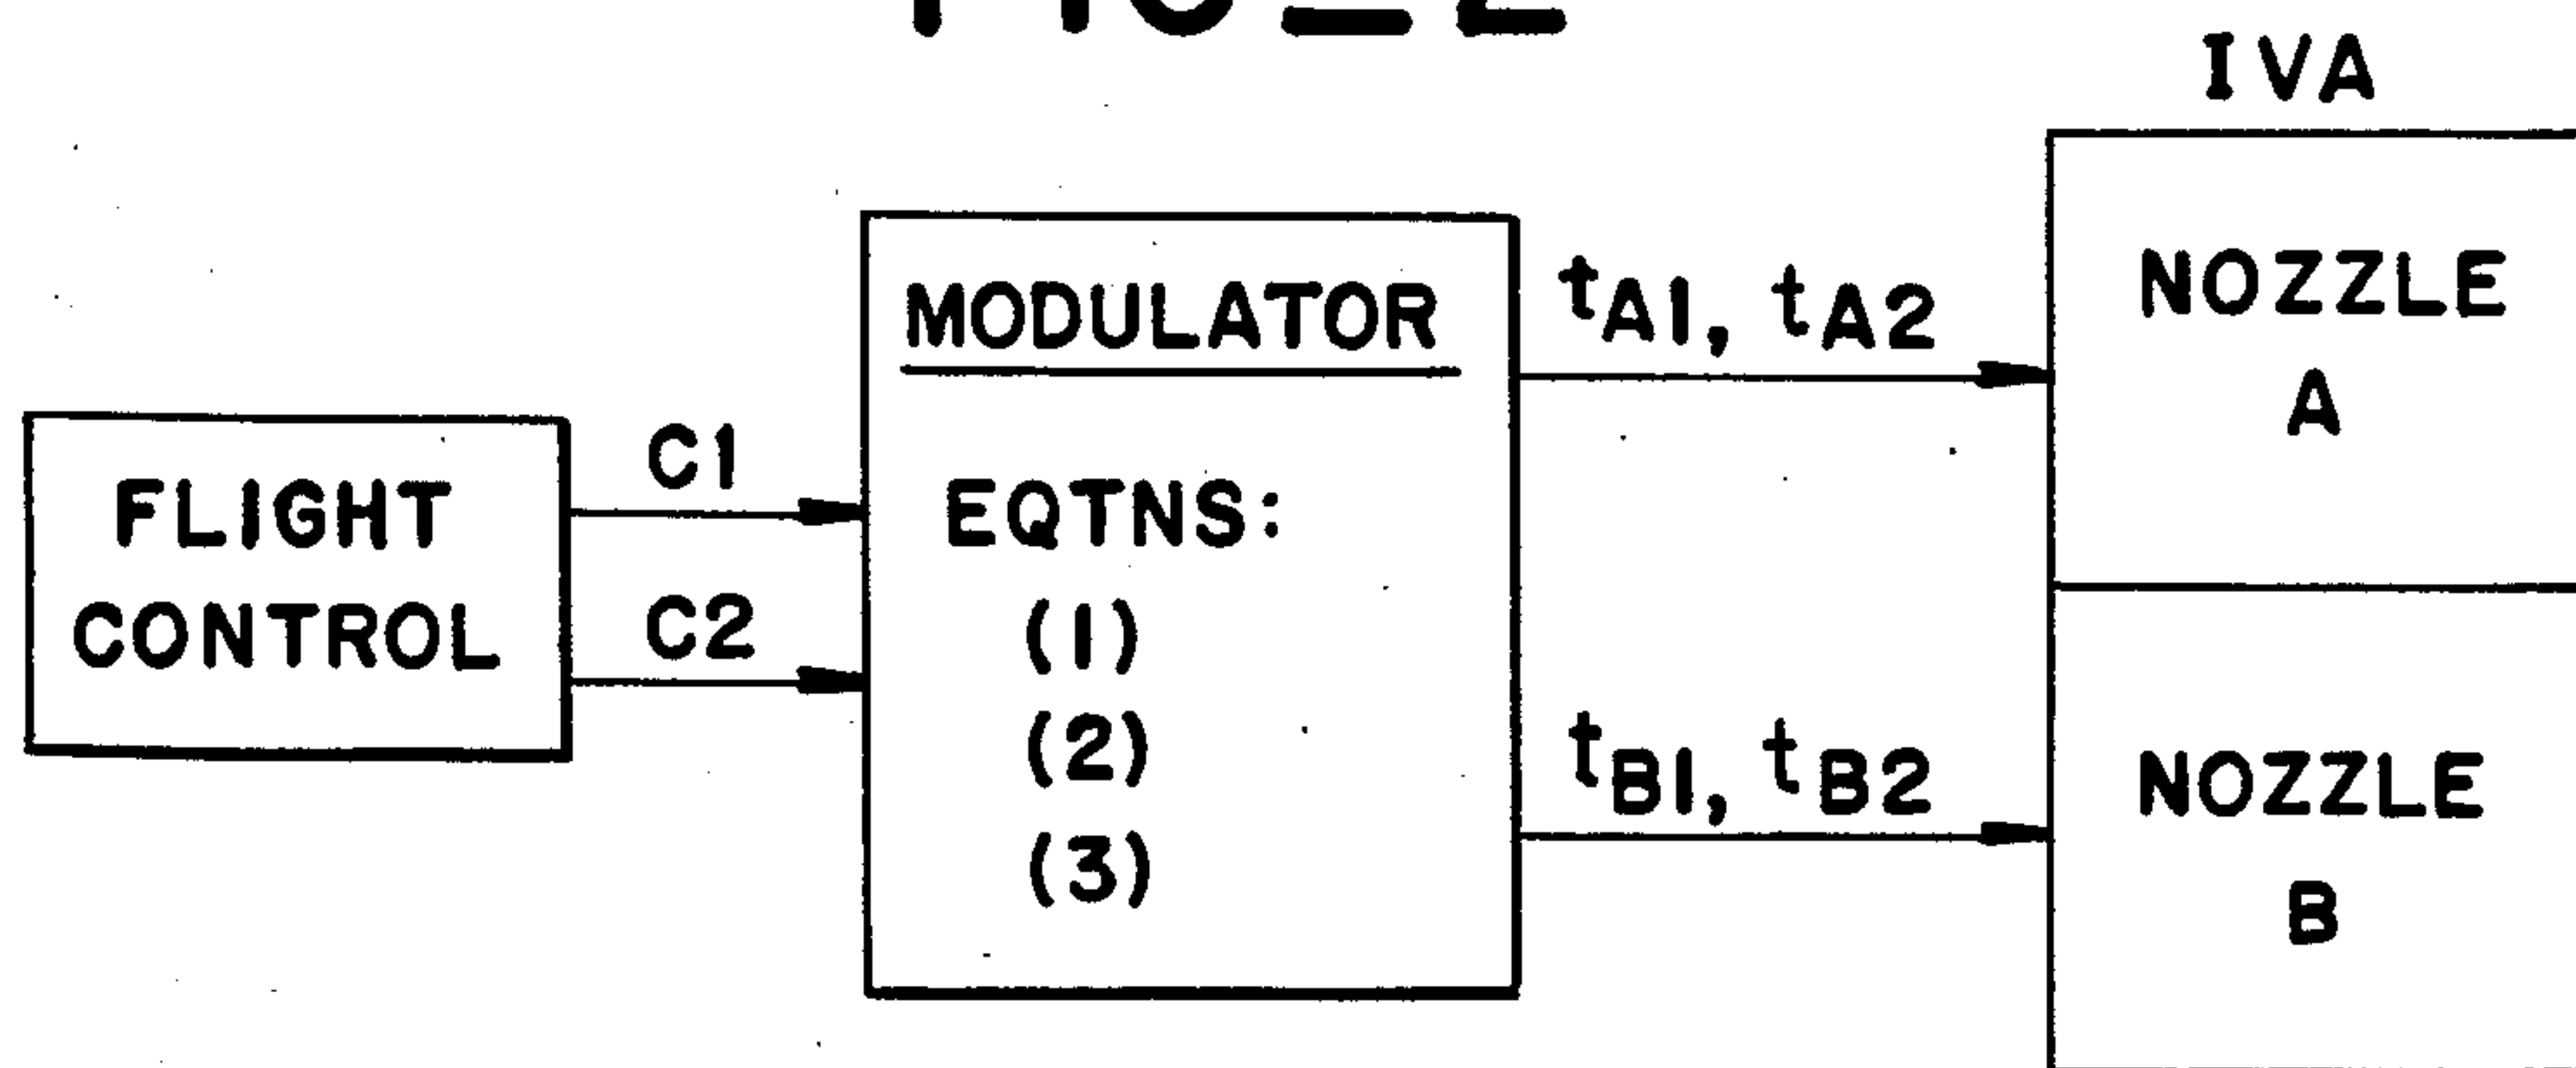 IVA
MODULATOR
EQTNS:
(1)
(2)
(3)
FLIGHT
CONTROL
C1
C2
tA1, tA2
tB1, tB2
NOZZLE
A
NOZZLE
B